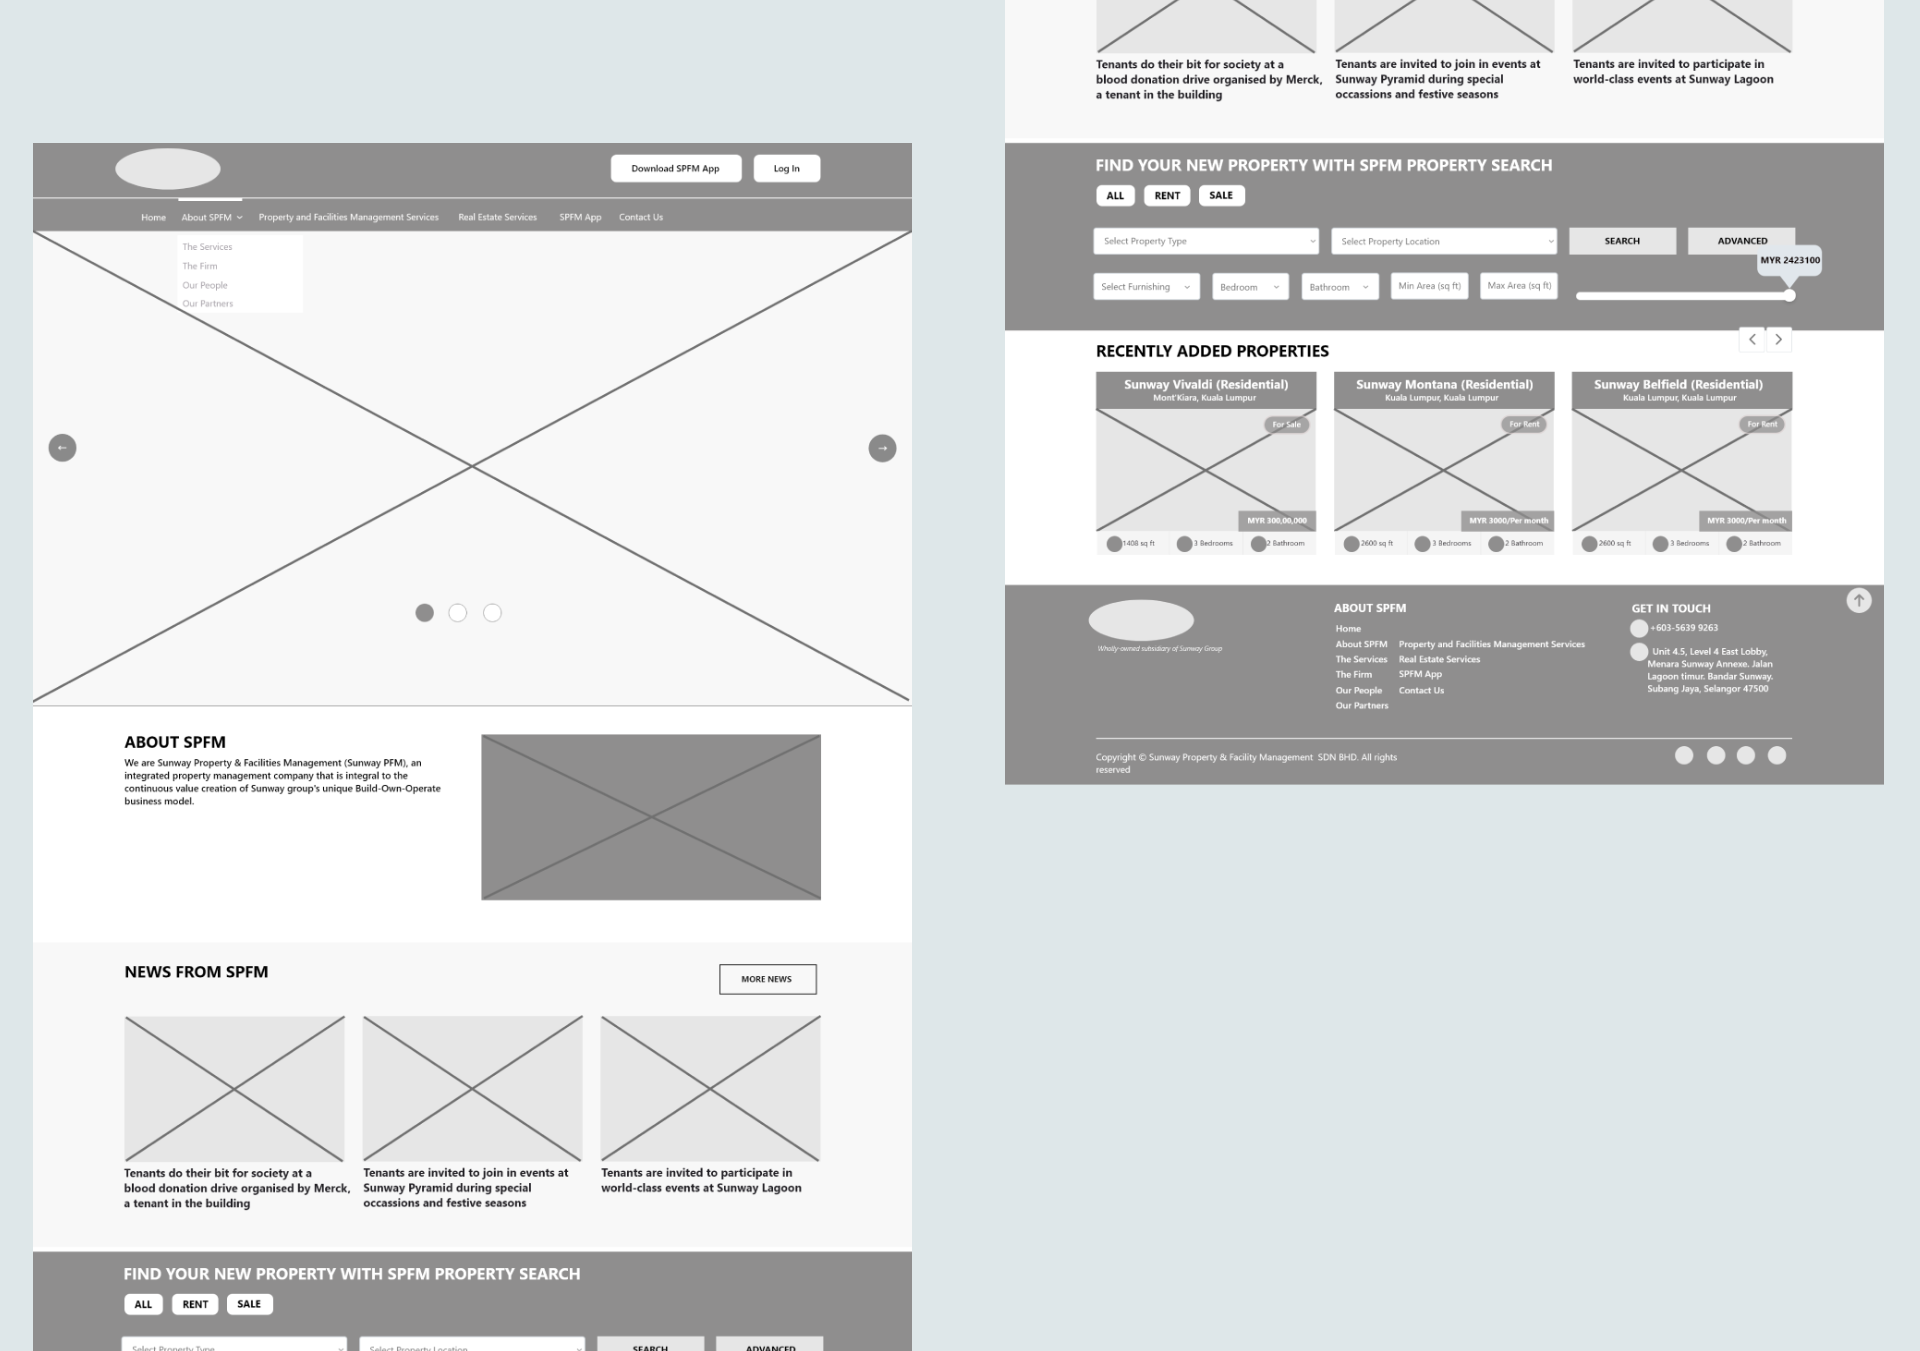 Download SPFM App
Log In
Home
About SPFM
Property and Facilities Management Services
Real Estate Services
SPFM App
Contact Us
The Services
The Firm
Our People
Our Partners
←
→
ABOUT SPFM
We are Sunway Property & Facilities Management (Sunway PFM), an
integrated property management company that is integral to the
continuous value creation of Sunway group's unique Build-Own-Operate
business model.
NEWS FROM SPFM
MORE NEWS
Tenants do their bit for society at a
blood donation drive organised by Merck,
a tenant in the building
Tenants are invited to join in events at
Sunway Pyramid during special
occassions and festive seasons
Tenants are invited to participate in
world-class events at Sunway Lagoon
FIND YOUR NEW PROPERTY WITH SPFM PROPERTY SEARCH
ALL
RENT
SALE
Select Property Type
Select Property Location
SEARCH
ADVANCED
Tenants do their bit for society at a
blood donation drive organised by Merck,
a tenant in the building
Tenants are invited to join in events at
Sunway Pyramid during special
occassions and festive seasons
Tenants are invited to participate in
world-class events at Sunway Lagoon
FIND YOUR NEW PROPERTY WITH SPFM PROPERTY SEARCH
ALL
RENT
SALE
Select Property Type
Select Property Location
SEARCH
ADVANCED
MYR 2423100
Select Furnishing
Bedroom
Bathroom
Min Area (sq ft)
Max Area (sq ft)
RECENTLY ADDED PROPERTIES
Sunway Vivaldi (Residential)
Mont'Kiara, Kuala Lumpur
For Sale
MYR 300,00,000
1408 sq ft
3 Bedrooms
2 Bathroom
Sunway Montana (Residential)
Kuala Lumpur, Kuala Lumpur
For Rent
MYR 3000/Per month
2600 sq ft
3 Bedrooms
2 Bathroom
Sunway Belfield (Residential)
Kuala Lumpur, Kuala Lumpur
For Rent
MYR 3000/Per month
2600 sq ft
3 Bedrooms
2 Bathroom
Wholly-owned subsidiary of Sunway Group
ABOUT SPFM
Home
About SPFM
The Services
The Firm
Our People
Our Partners
Property and Facilities Management Services
Real Estate Services
SPFM App
Contact Us
GET IN TOUCH
+603-5639 9263
Unit 4.5, Level 4 East Lobby,
Menara Sunway Annexe. Jalan
Lagoon timur. Bandar Sunway.
Subang Jaya, Selangor 47500
Copyright © Sunway Property & Facility Management SDN BHD. All rights
reserved